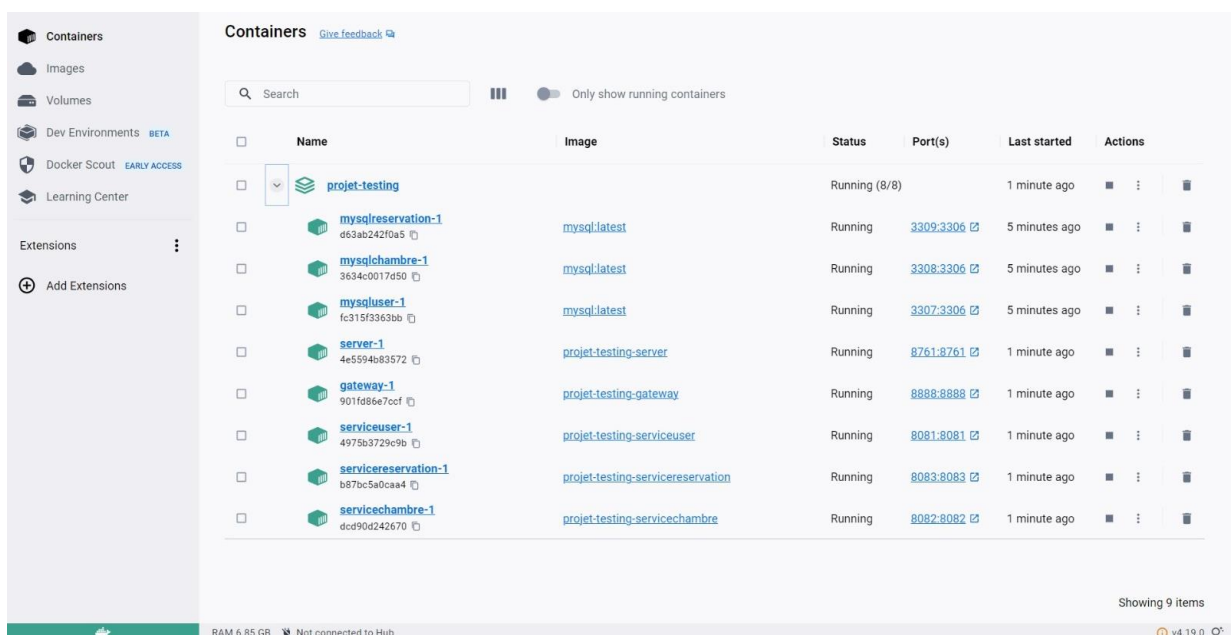 Containers
Images
Volumes
Dev Environments BETA
Docker Scout EARLY ACCESS
Learning Center
Extensions
Add Extensions
Containers Give feedback
Search
Only show running containers
Name Image Status Port(s) Last started Actions
projet-testing Running (8/8) 1 minute ago
mysqlreservation-1 mysql:latest Running 3309:3306 5 minutes ago
d63ab242f0a5
mysqlchambre-1 mysql:latest Running 3308:3306 5 minutes ago
3634c0017d50
mysqluser-1 mysql:latest Running 3307:3306 5 minutes ago
fc315f3363bb
server-1 projet-testing-server Running 8761:8761 1 minute ago
4e5594b83572
gateway-1 projet-testing-gateway Running 8888:8888 1 minute ago
901fd86e7ccf
serviceuser-1 projet-testing-serviceuser Running 8081:8081 1 minute ago
4975b3729c9b
servicereservation-1 projet-testing-servicereservation Running 8083:8083 1 minute ago
b87bc5a0caa4
servicechambre-1 projet-testing-servicechambre Running 8082:8082 1 minute ago
dcd90d242670
Showing 9 items
RAM 6.85 GB Not connected to Hub v4.19.0